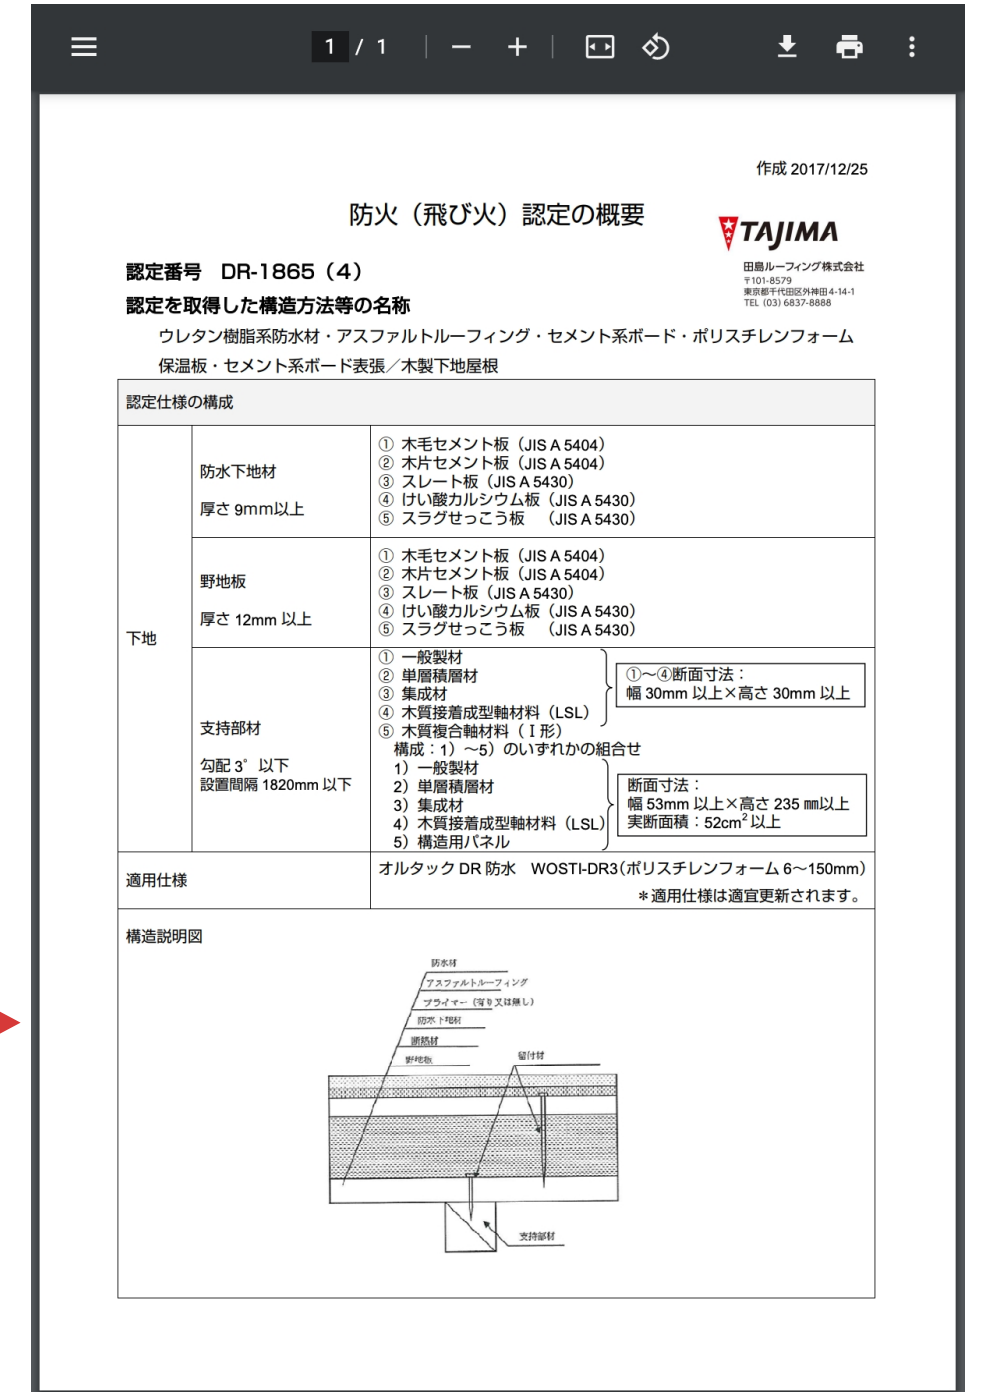 1 / 1
作成 2017/12/25
防火（飛び火）認定の概要
TAJIMA
田島ルーフィング株式会社
〒101-8579
東京都千代田区外神田4-14-1
TEL (03) 6837-8888
認定番号　DR-1865（4）
認定を取得した構造方法等の名称
ウレタン樹脂系防水材・アスファルトルーフィング・セメント系ボード・ポリスチレンフォーム
保温板・セメント系ボード表張／木製下地屋根
認定仕様の構成
下地
防水下地材
厚さ 9mm以上
① 木毛セメント板（JIS A 5404）
② 木片セメント板（JIS A 5404）
③ スレート板（JIS A 5430）
④ けい酸カルシウム板（JIS A 5430）
⑤ スラグせっこう板　（JIS A 5430）
野地板
厚さ 12mm 以上
① 木毛セメント板（JIS A 5404）
② 木片セメント板（JIS A 5404）
③ スレート板（JIS A 5430）
④ けい酸カルシウム板（JIS A 5430）
⑤ スラグせっこう板　（JIS A 5430）
支持部材
勾配 3°以下
設置間隔 1820mm 以下
① 一般製材
② 単層積層材
③ 集成材
④ 木質接着成型軸材料（LSL）
①～④断面寸法：
幅 30mm 以上×高さ 30mm 以上
⑤ 木質複合軸材料（Ｉ形）
構成：1）～5）のいずれかの組合せ
1）一般製材
2）単層積層材
3）集成材
4）木質接着成型軸材料（LSL）
5）構造用パネル
断面寸法：
幅 53mm 以上×高さ 235 ㎜以上
実断面積：52cm²以上
適用仕様
オルタック DR 防水　WOSTI-DR3（ポリスチレンフォーム 6～150mm）
＊適用仕様は適宜更新されます。
構造説明図
防水材
アスファルトルーフィング
プライマー（有り又は無し）
防水下地材
断熱材
野地板
留付材
支持部材